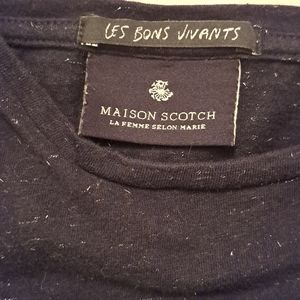 LES BONS VIVANTS
MAISON SCOTCH
LA FEMME SELON MARIE